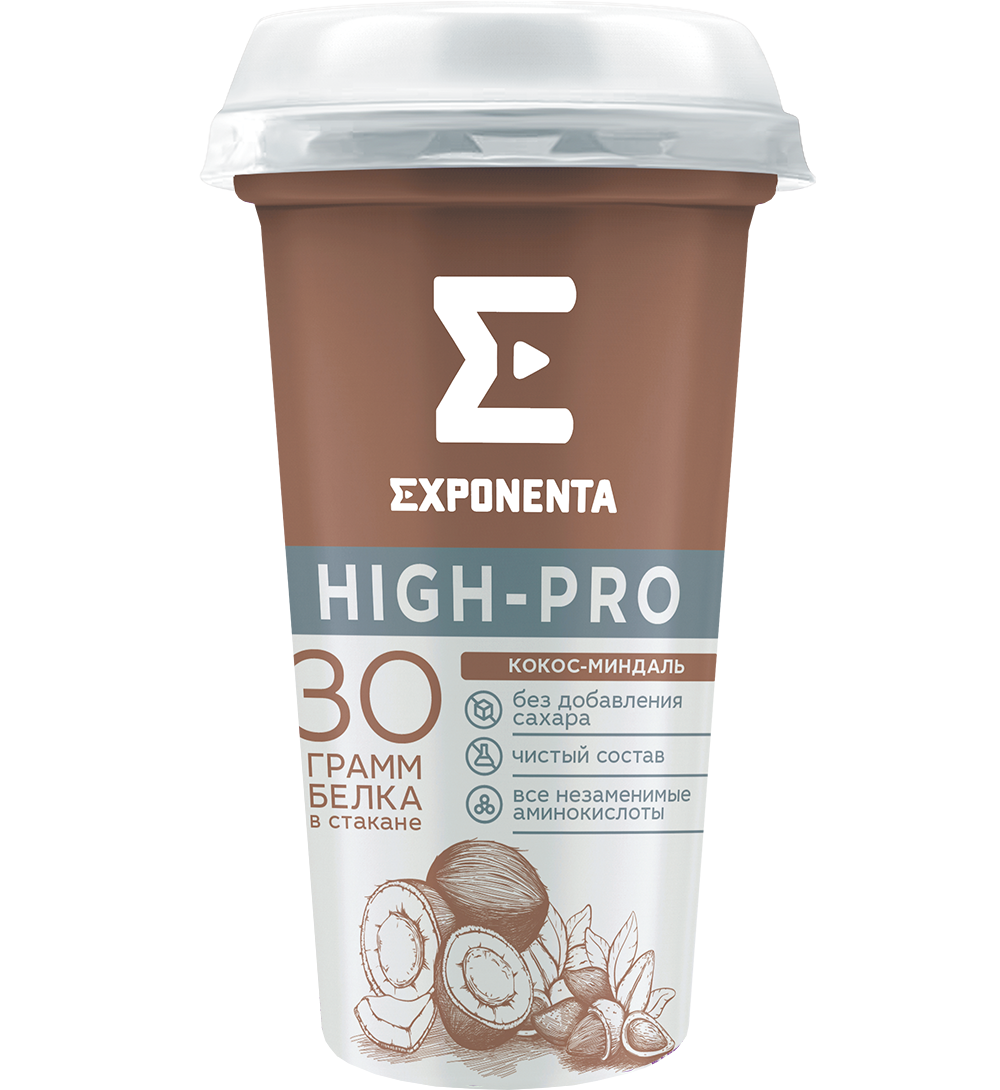 EXPONENTA
HIGH-PRO
30
ГРАММ
БЕЛКА
в стакане
КОКОС-МИНДАЛЬ
без добавления
сахара
чистый состав
все незаменимые
аминокислоты